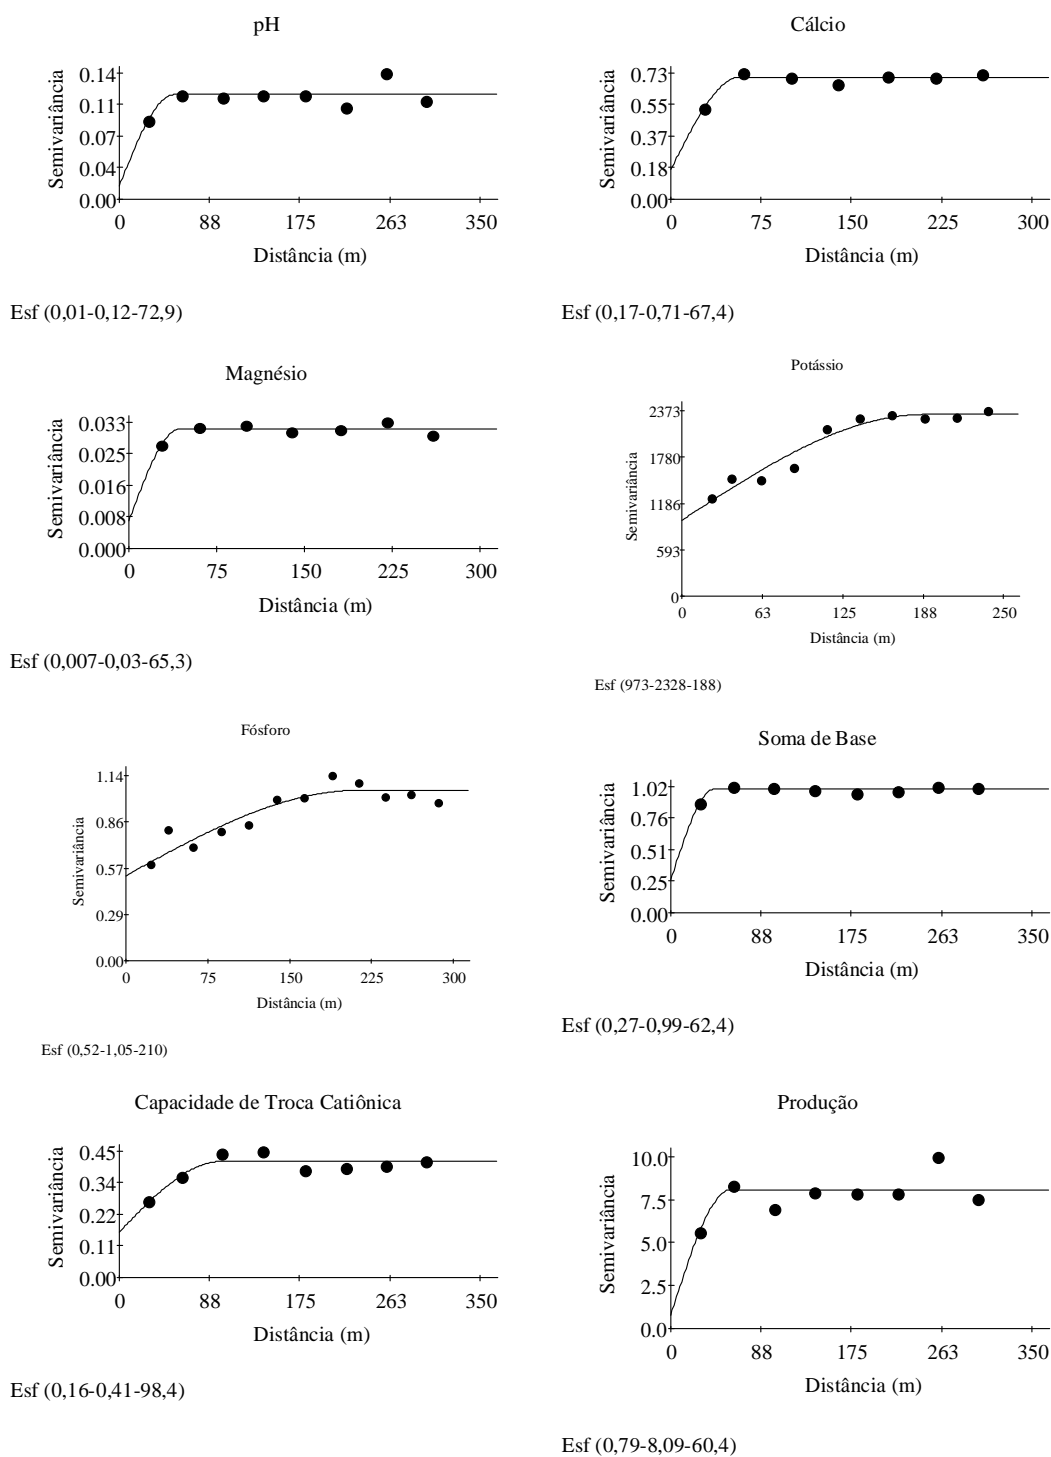 pH
Semivariância
0.14
0.11
0.07
0.04
0.00
0 88 175 263 350
Distância (m)
Esf (0,01-0,12-72,9)
Cálcio
Semivariância
0.73
0.55
0.37
0.18
0.00
0 75 150 225 300
Distância (m)
Esf (0,17-0,71-67,4)
Magnésio
Semivariância
0.033
0.025
0.016
0.008
0.000
0 75 150 225 300
Distância (m)
Esf (0,007-0,03-65,3)
Potássio
Semivariância
2373
1780
1186
593
0
0 63 125 188 250
Distância (m)
Esf (973-2328-188)
Fósforo
Semivariância
1.14
0.86
0.57
0.29
0.00
0 75 150 225 300
Distância (m)
Esf (0,52-1,05-210)
Soma de Base
Semivariância
1.02
0.76
0.51
0.25
0.00
0 88 175 263 350
Distância (m)
Esf (0,27-0,99-62,4)
Capacidade de Troca Catiônica
Semivariância
0.45
0.34
0.22
0.11
0.00
0 88 175 263 350
Distância (m)
Esf (0,16-0,41-98,4)
Produção
Semivariância
10.0
7.5
5.0
2.5
0.0
0 88 175 263 350
Distância (m)
Esf (0,79-8,09-60,4)